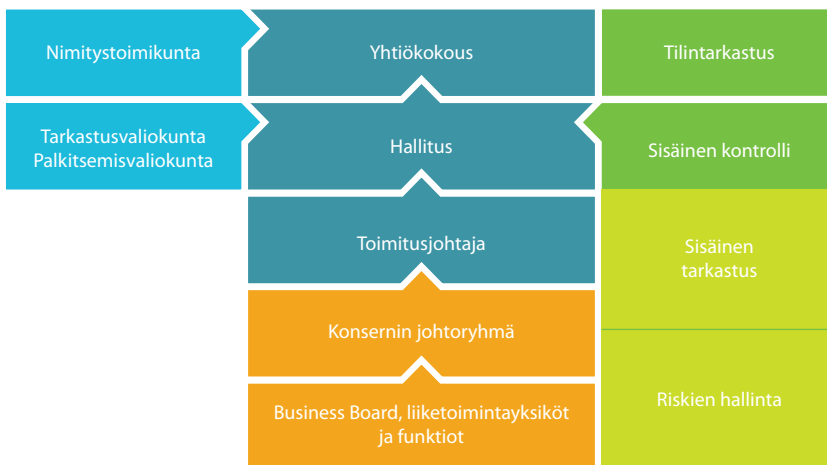 Nimitystoimikunta
Yhtiökokous
Tilintarkastus
Tarkastusvaliokunta
Palkitsemisvaliokunta
Hallitus
Sisäinen kontrolli
Toimitusjohtaja
Sisäinen
tarkastus
Konsernin johtoryhmä
Business Board, liiketoimintayksiköt
ja funktiot
Riskien hallinta